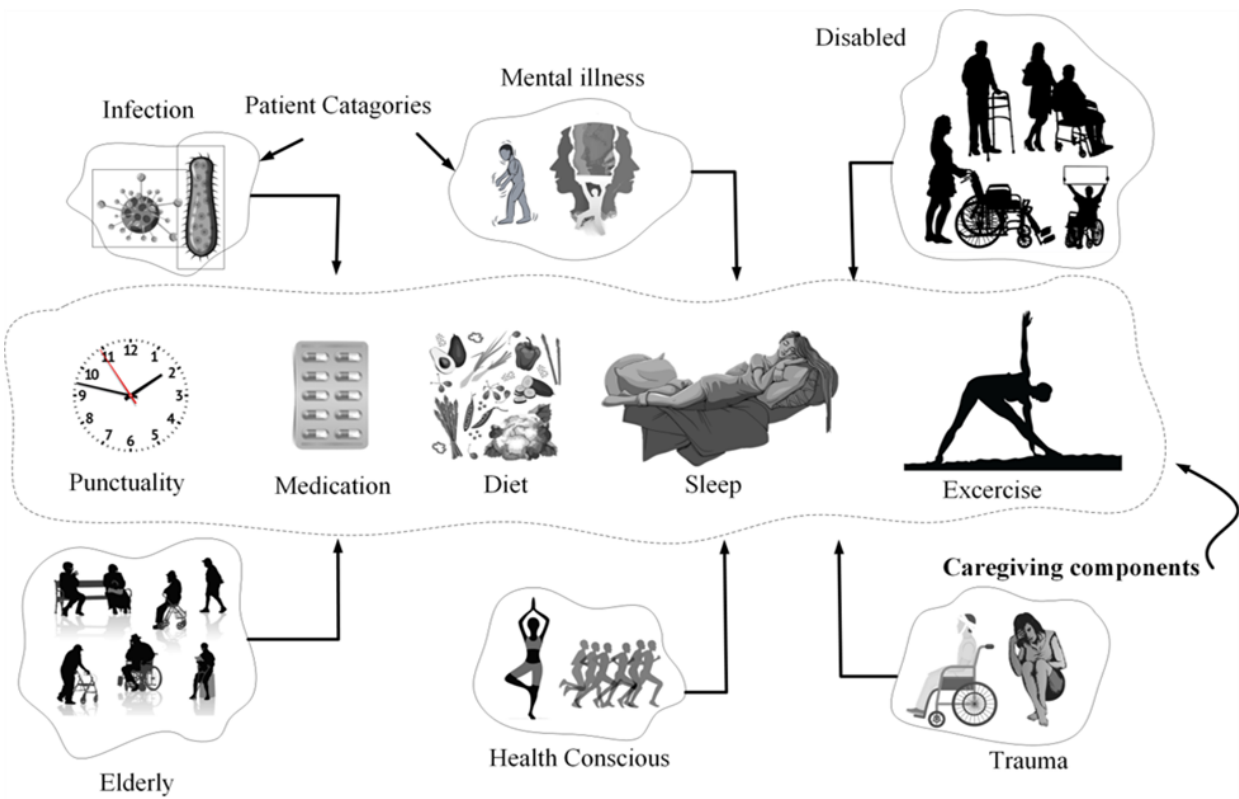 Disabled
Mental illness
Infection
Patient Catagories
12
11
1
10
2
9
3
8
4
7
5
6
Punctuality
Medication
Diet
Sleep
Excercise
Caregiving components
Elderly
Health Conscious
Trauma